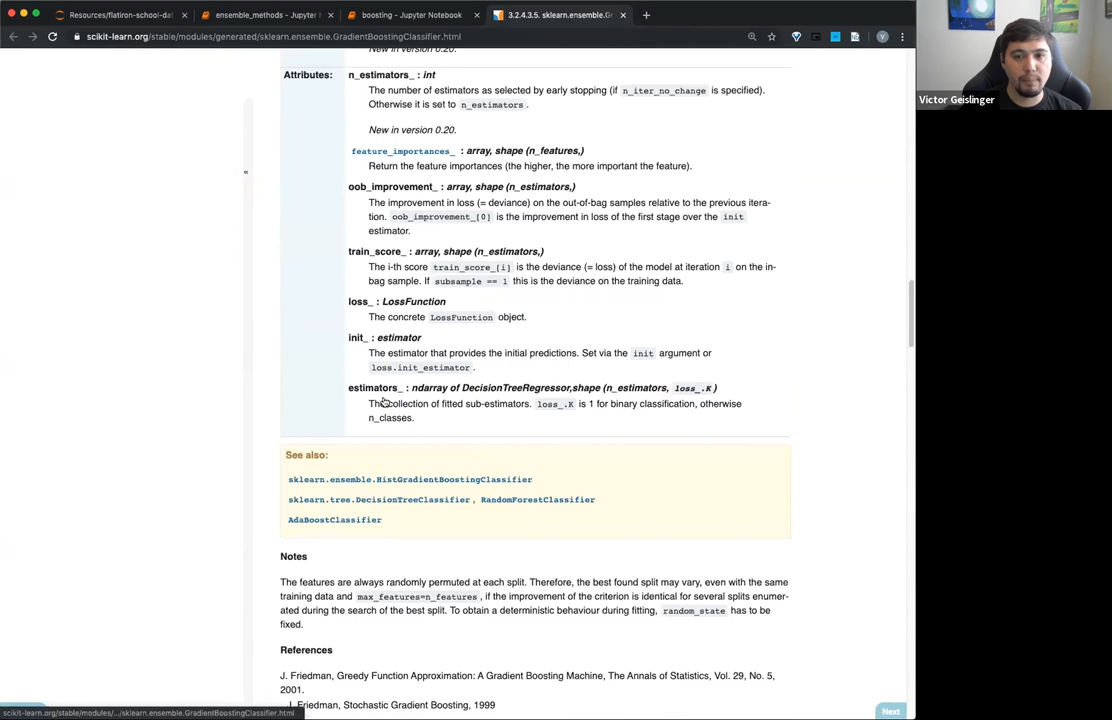 Resources/flatiron-school-dat
ensemble_methods - Jupyter
boosting - Jupyter Notebook
3.2.4.3.5. sklearn.ensemble.Gr
scikit-learn.org/stable/modules/generated/sklearn.ensemble.GradientBoostingClassifier.html
V
Victor Geislinger
New in version 0.20.
Attributes:
n_estimators_ : int
The number of estimators as selected by early stopping (if n_iter_no_change is specified).
Otherwise it is set to n_estimators.
New in version 0.20.
feature_importances_ : array, shape (n_features,)
Return the feature importances (the higher, the more important the feature).
oob_improvement_ : array, shape (n_estimators,)
The improvement in loss (= deviance) on the out-of-bag samples relative to the previous itera-
tion. oob_improvement_[0] is the improvement in loss of the first stage over the init
estimator.
train_score_ : array, shape (n_estimators,)
The i-th score train_score_[i] is the deviance (= loss) of the model at iteration i on the in-
bag sample. If subsample == 1 this is the deviance on the training data.
loss_ : LossFunction
The concrete LossFunction object.
init_ : estimator
The estimator that provides the initial predictions. Set via the init argument or
loss.init_estimator.
estimators_ : ndarray of DecisionTreeRegressor,shape (n_estimators, loss_.K)
The collection of fitted sub-estimators. loss_.K is 1 for binary classification, otherwise
n_classes.
See also:
sklearn.ensemble.HistGradientBoostingClassifier
sklearn.tree.DecisionTreeClassifier, RandomForestClassifier
AdaBoostClassifier
Notes
The features are always randomly permuted at each split. Therefore, the best found split may vary, even with the same
training data and max_features=n_features, if the improvement of the criterion is identical for several splits enumer-
ated during the search of the best split. To obtain a deterministic behaviour during fitting, random_state has to be
fixed.
References
J. Friedman, Greedy Function Approximation: A Gradient Boosting Machine, The Annals of Statistics, Vol. 29, No. 5,
2001.
J. Friedman, Stochastic Gradient Boosting, 1999
scikit-learn.org/stable/modules/.../sklearn.ensemble.GradientBoostingClassifier.html
Next